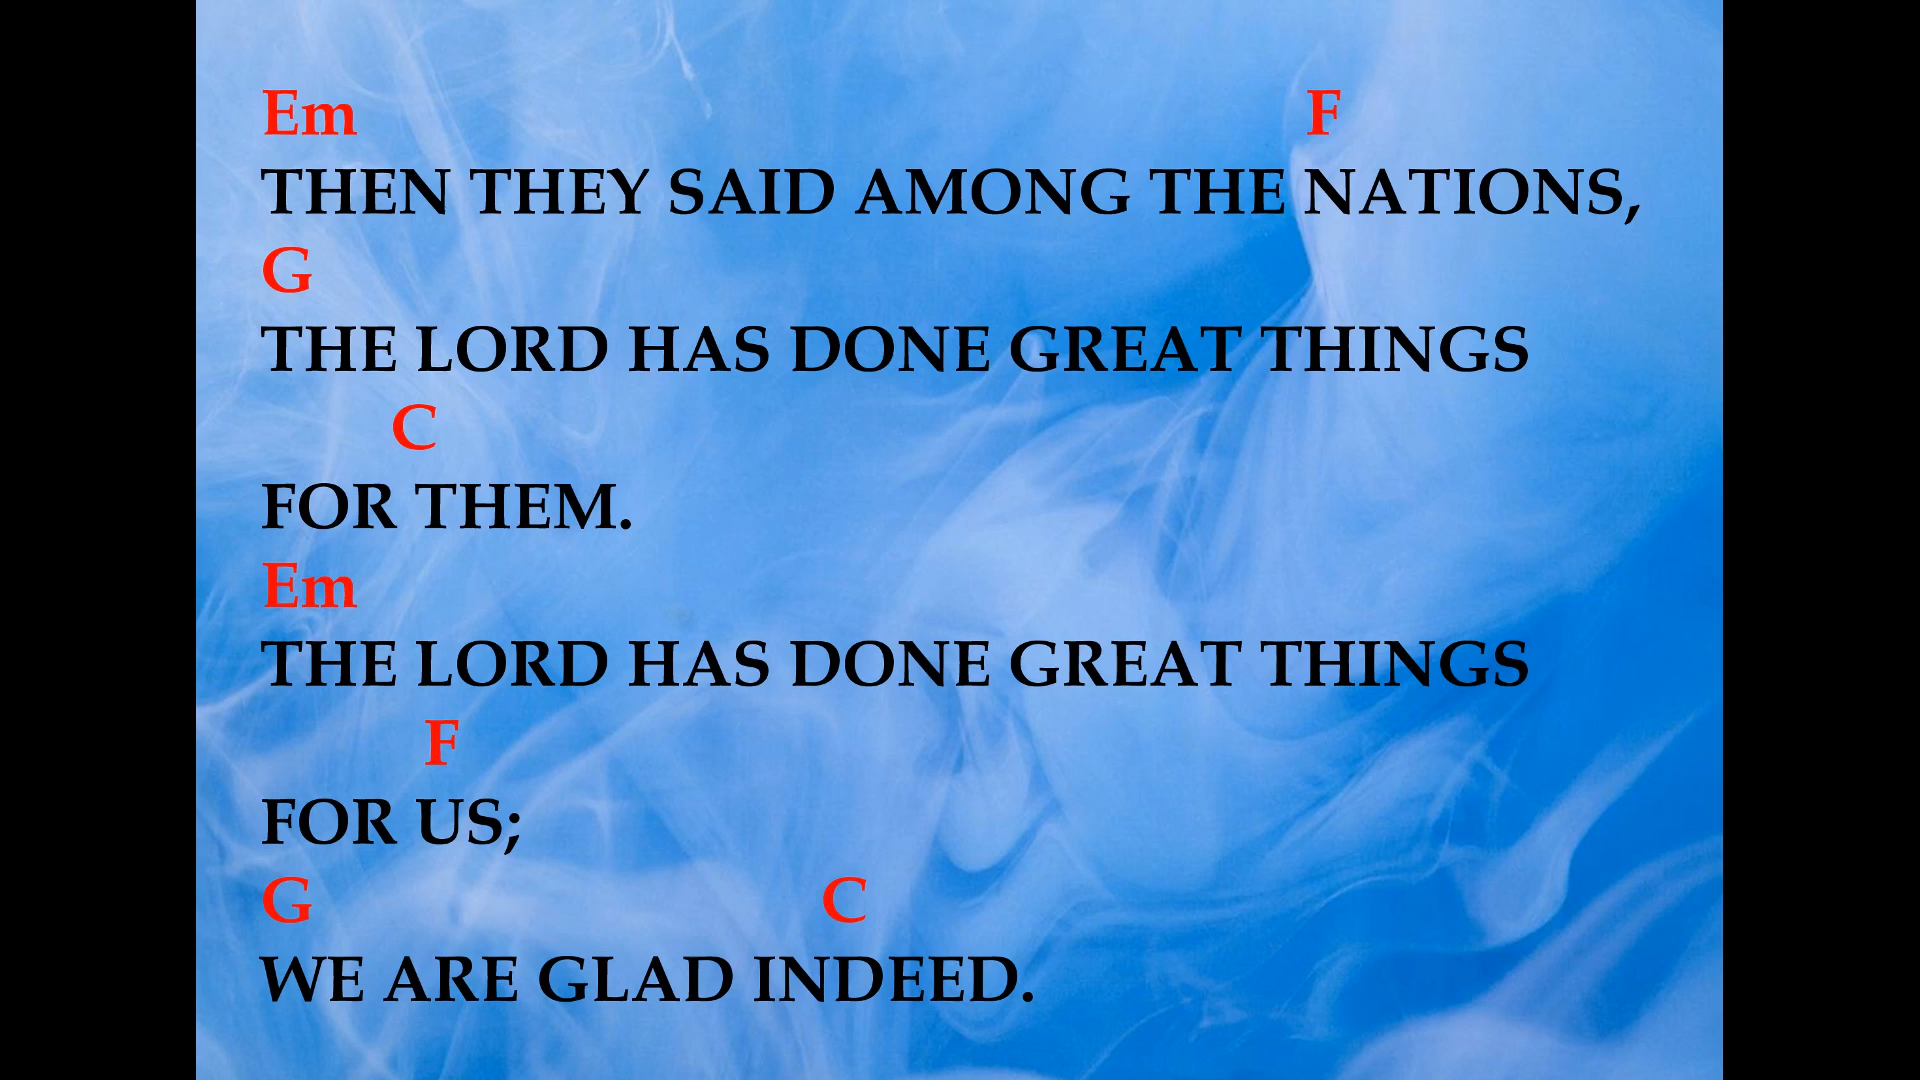 Em F
THEN THEY SAID AMONG THE NATIONS,
G
THE LORD HAS DONE GREAT THINGS
C
FOR THEM.
Em
THE LORD HAS DONE GREAT THINGS
F
FOR US;
G C
WE ARE GLAD INDEED.